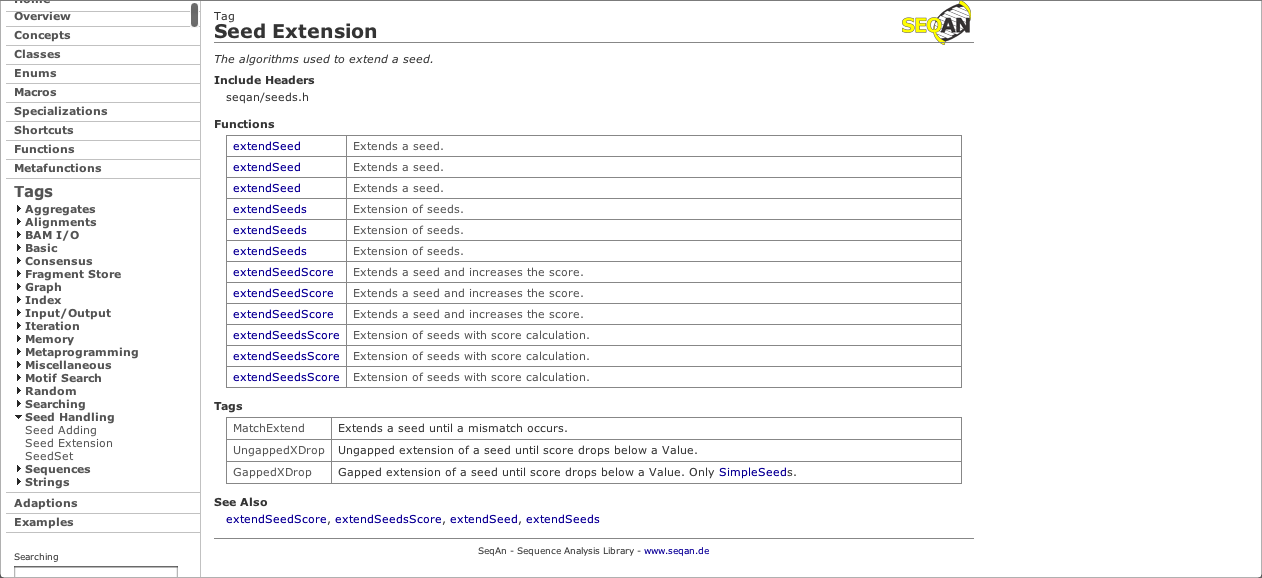 Home
Overview
Concepts
Classes
Enums
Macros
Specializations
Shortcuts
Functions
Metafunctions
Tags
Aggregates
Alignments
BAM I/O
Basic
Consensus
Fragment Store
Graph
Index
Input/Output
Iteration
Memory
Metaprogramming
Miscellaneous
Motif Search
Random
Searching
Seed Handling
Seed Adding
Seed Extension
SeedSet
Sequences
Strings
Adaptions
Examples
Searching
Tag
Seed Extension
SEQAN
The algorithms used to extend a seed.
Include Headers
seqan/seeds.h
Functions
extendSeed Extends a seed.
extendSeed Extends a seed.
extendSeed Extends a seed.
extendSeeds Extension of seeds.
extendSeeds Extension of seeds.
extendSeeds Extension of seeds.
extendSeedScore Extends a seed and increases the score.
extendSeedScore Extends a seed and increases the score.
extendSeedScore Extends a seed and increases the score.
extendSeedsScore Extension of seeds with score calculation.
extendSeedsScore Extension of seeds with score calculation.
extendSeedsScore Extension of seeds with score calculation.
Tags
MatchExtend Extends a seed until a mismatch occurs.
UngappedXDrop Ungapped extension of a seed until score drops below a Value.
GappedXDrop Gapped extension of a seed until score drops below a Value. Only SimpleSeeds.
See Also
extendSeedScore, extendSeedsScore, extendSeed, extendSeeds
SeqAn - Sequence Analysis Library - www.seqan.de